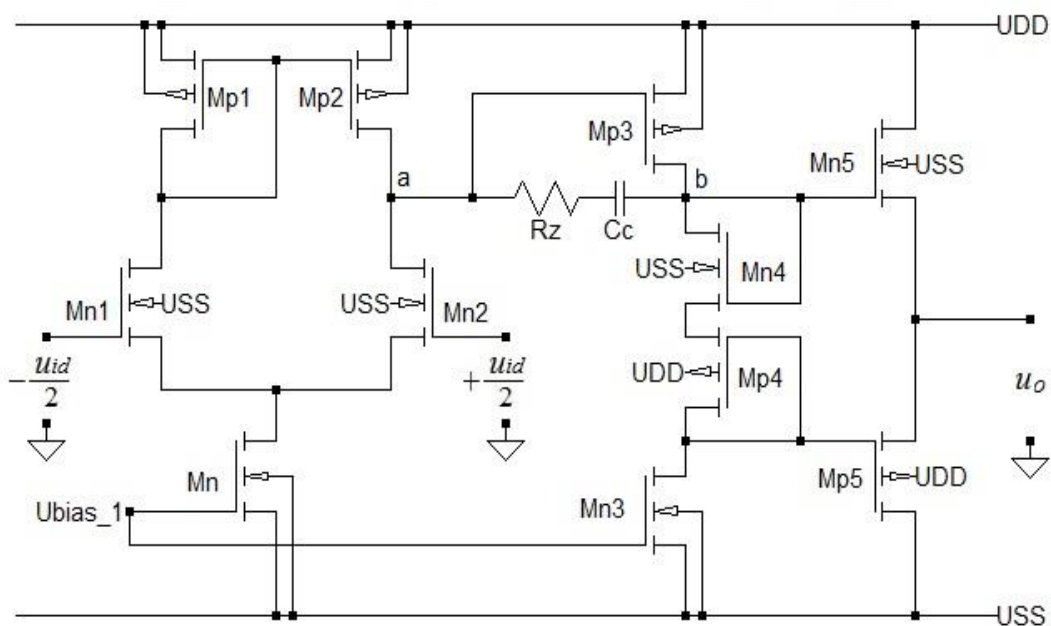 UDD
Mp1
Mp2
Mp3
Mn5
USS
a
b
Rz
Cc
Mn1
USS
USS
Mn2
USS
Mn4
UDD
Mp4
-uid/2
+uid/2
uo
Mn
Ubias_1
Mn3
Mp5
UDD
USS